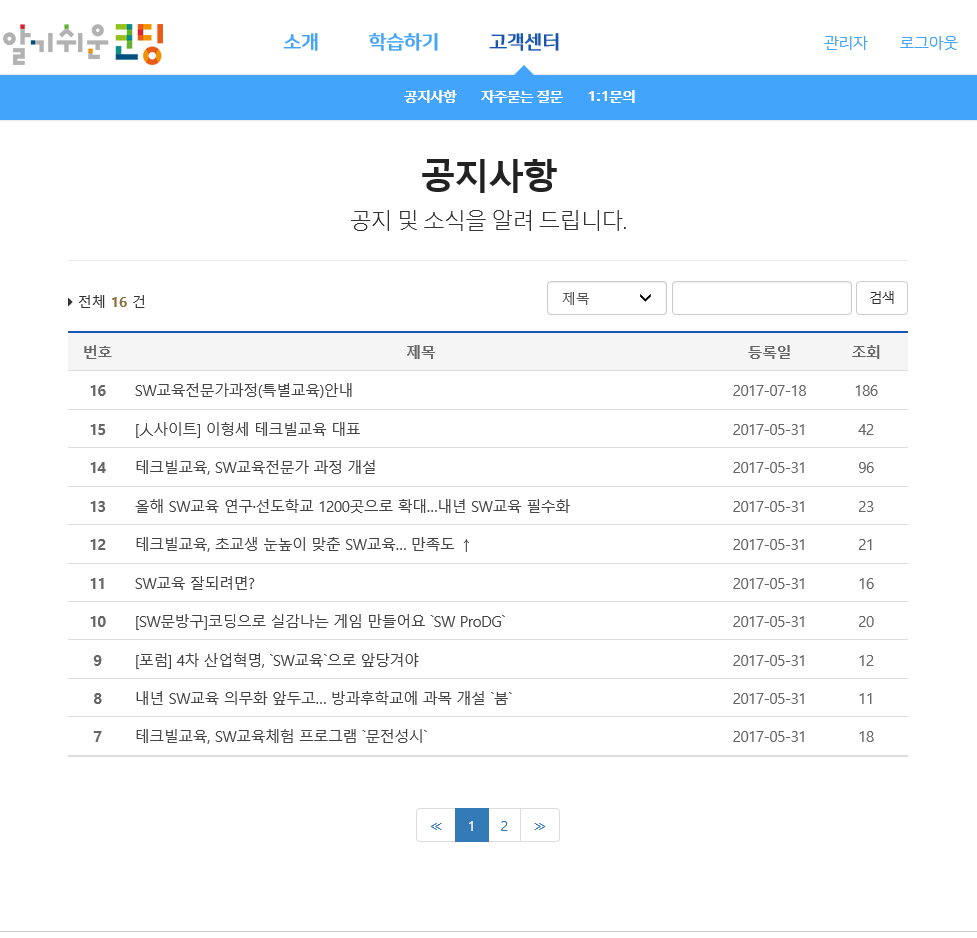 알기쉬운코딩 소개 학습하기 고객센터 관리자 로그아웃
공지사항 자주묻는 질문 1:1문의
공지사항
공지 및 소식을 알려 드립니다.
전체 16 건 제목 검색
번호 제목 등록일 조회
16 SW교육전문가과정(특별교육)안내 2017-07-18 186
15 [人사이트] 이형세 테크빌교육 대표 2017-05-31 42
14 테크빌교육, SW교육전문가 과정 개설 2017-05-31 96
13 올해 SW교육 연구·선도학교 1200곳으로 확대...내년 SW교육 필수화 2017-05-31 23
12 테크빌교육, 초교생 눈높이 맞춘 SW교육... 만족도 ↑ 2017-05-31 21
11 SW교육 잘되려면? 2017-05-31 16
10 [SW문방구]코딩으로 실감나는 게임 만들어요 `SW ProDG` 2017-05-31 20
9 [포럼] 4차 산업혁명, `SW교육`으로 앞당겨야 2017-05-31 12
8 내년 SW교육 의무화 앞두고... 방과후학교에 과목 개설 `붐` 2017-05-31 11
7 테크빌교육, SW교육체험 프로그램 `문전성시` 2017-05-31 18
≪ 1 2 ≫